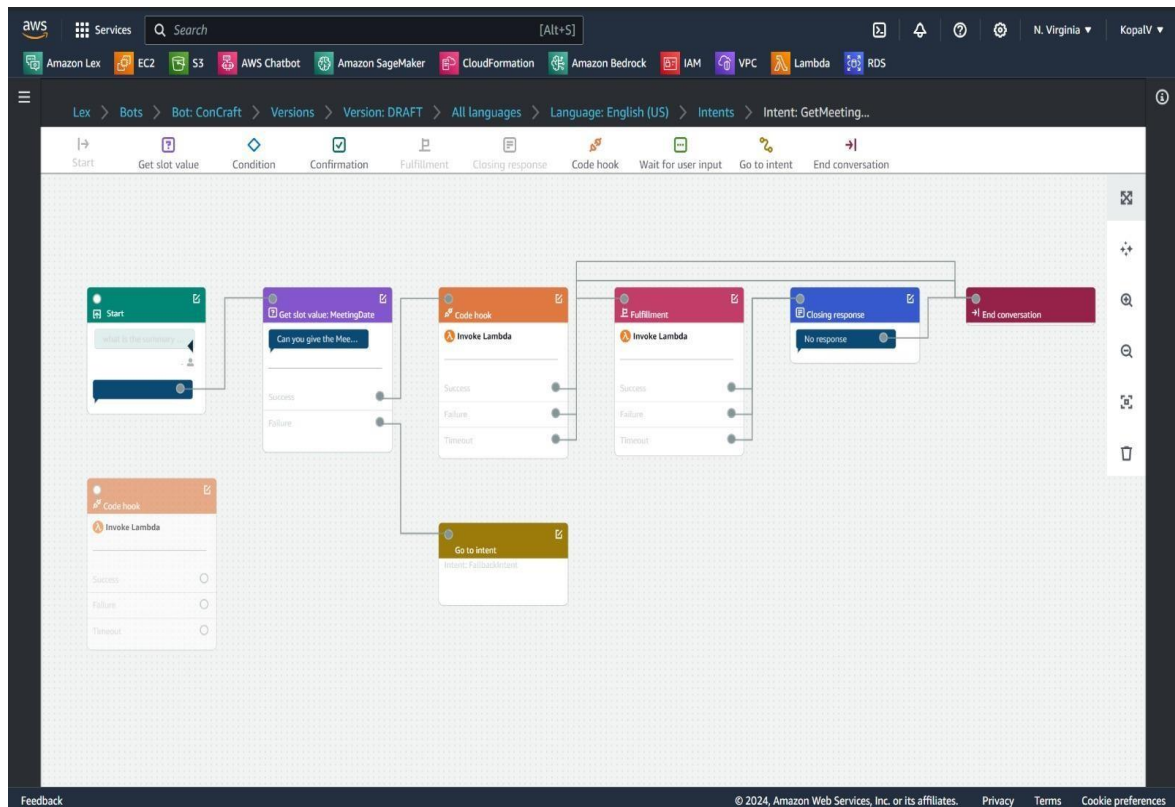 aws
Services
Search
[Alt+S]
N. Virginia ▼
KopalV ▼
Amazon Lex
EC2
S3
AWS Chatbot
Amazon SageMaker
CloudFormation
Amazon Bedrock
IAM
VPC
Lambda
RDS
Lex > Bots > Bot: ConCraft > Versions > Version: DRAFT > All languages > Language: English (US) > Intents > Intent: GetMeeting...
Start
Get slot value
Condition
Confirmation
Fulfillment
Closing response
Code hook
Wait for user input
Go to intent
End conversation
Start
what is the summary ...
Get slot value: MeetingDate
Can you give the Mee...
Success
Failure
Code hook
Invoke Lambda
Success
Failure
Timeout
Fulfillment
Invoke Lambda
Success
Failure
Timeout
Closing response
No response
End conversation
Code hook
Invoke Lambda
Success
Failure
Timeout
Go to intent
Intent: FallbackIntent
Feedback
© 2024, Amazon Web Services, Inc. or its affiliates.
Privacy
Terms
Cookie preferences